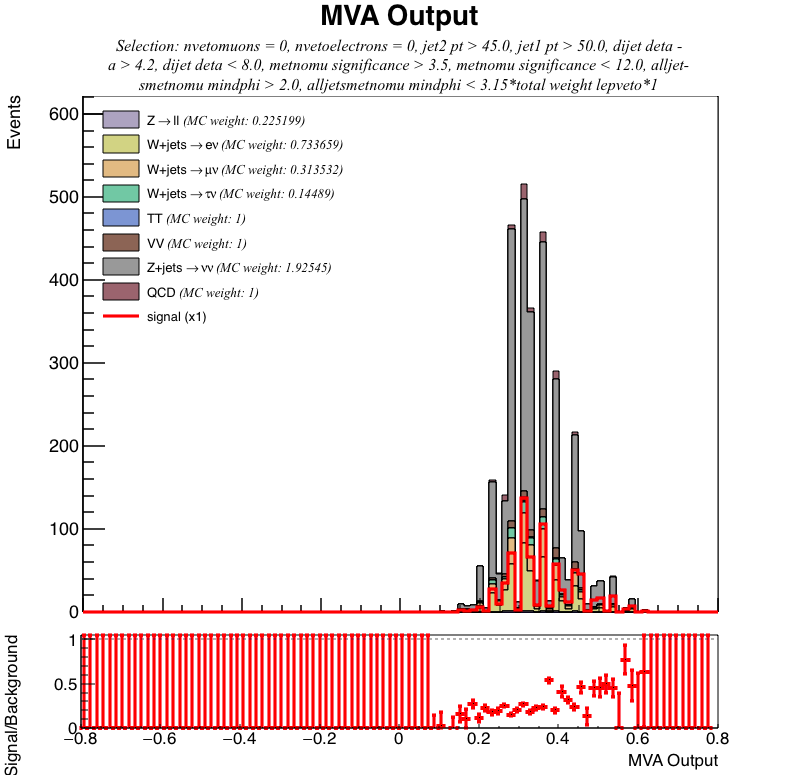 MVA Output
Selection: nvetomuons = 0, nvetoelectrons = 0, jet2 pt > 45.0, jet1 pt > 50.0, dijet deta -
a > 4.2, dijet deta < 8.0, metnomu significance > 3.5, metnomu significance < 12.0, alljet-
smetnomu mindphi > 2.0, alljetsmetnomu mindphi < 3.15*total weight lepveto*1
Events
600
500
400
300
200
100
0
Z→ll (MC weight: 0.225199)
W+jets→eν (MC weight: 0.733659)
W+jets→μν (MC weight: 0.313532)
W+jets→τν (MC weight: 0.14489)
TT (MC weight: 1)
VV (MC weight: 1)
Z+jets→νν (MC weight: 1.92545)
QCD (MC weight: 1)
signal (x1)
Signal/Background
1
0.5
0
−0.8 −0.6 −0.4 −0.2 0 0.2 0.4 0.6 0.8
MVA Output